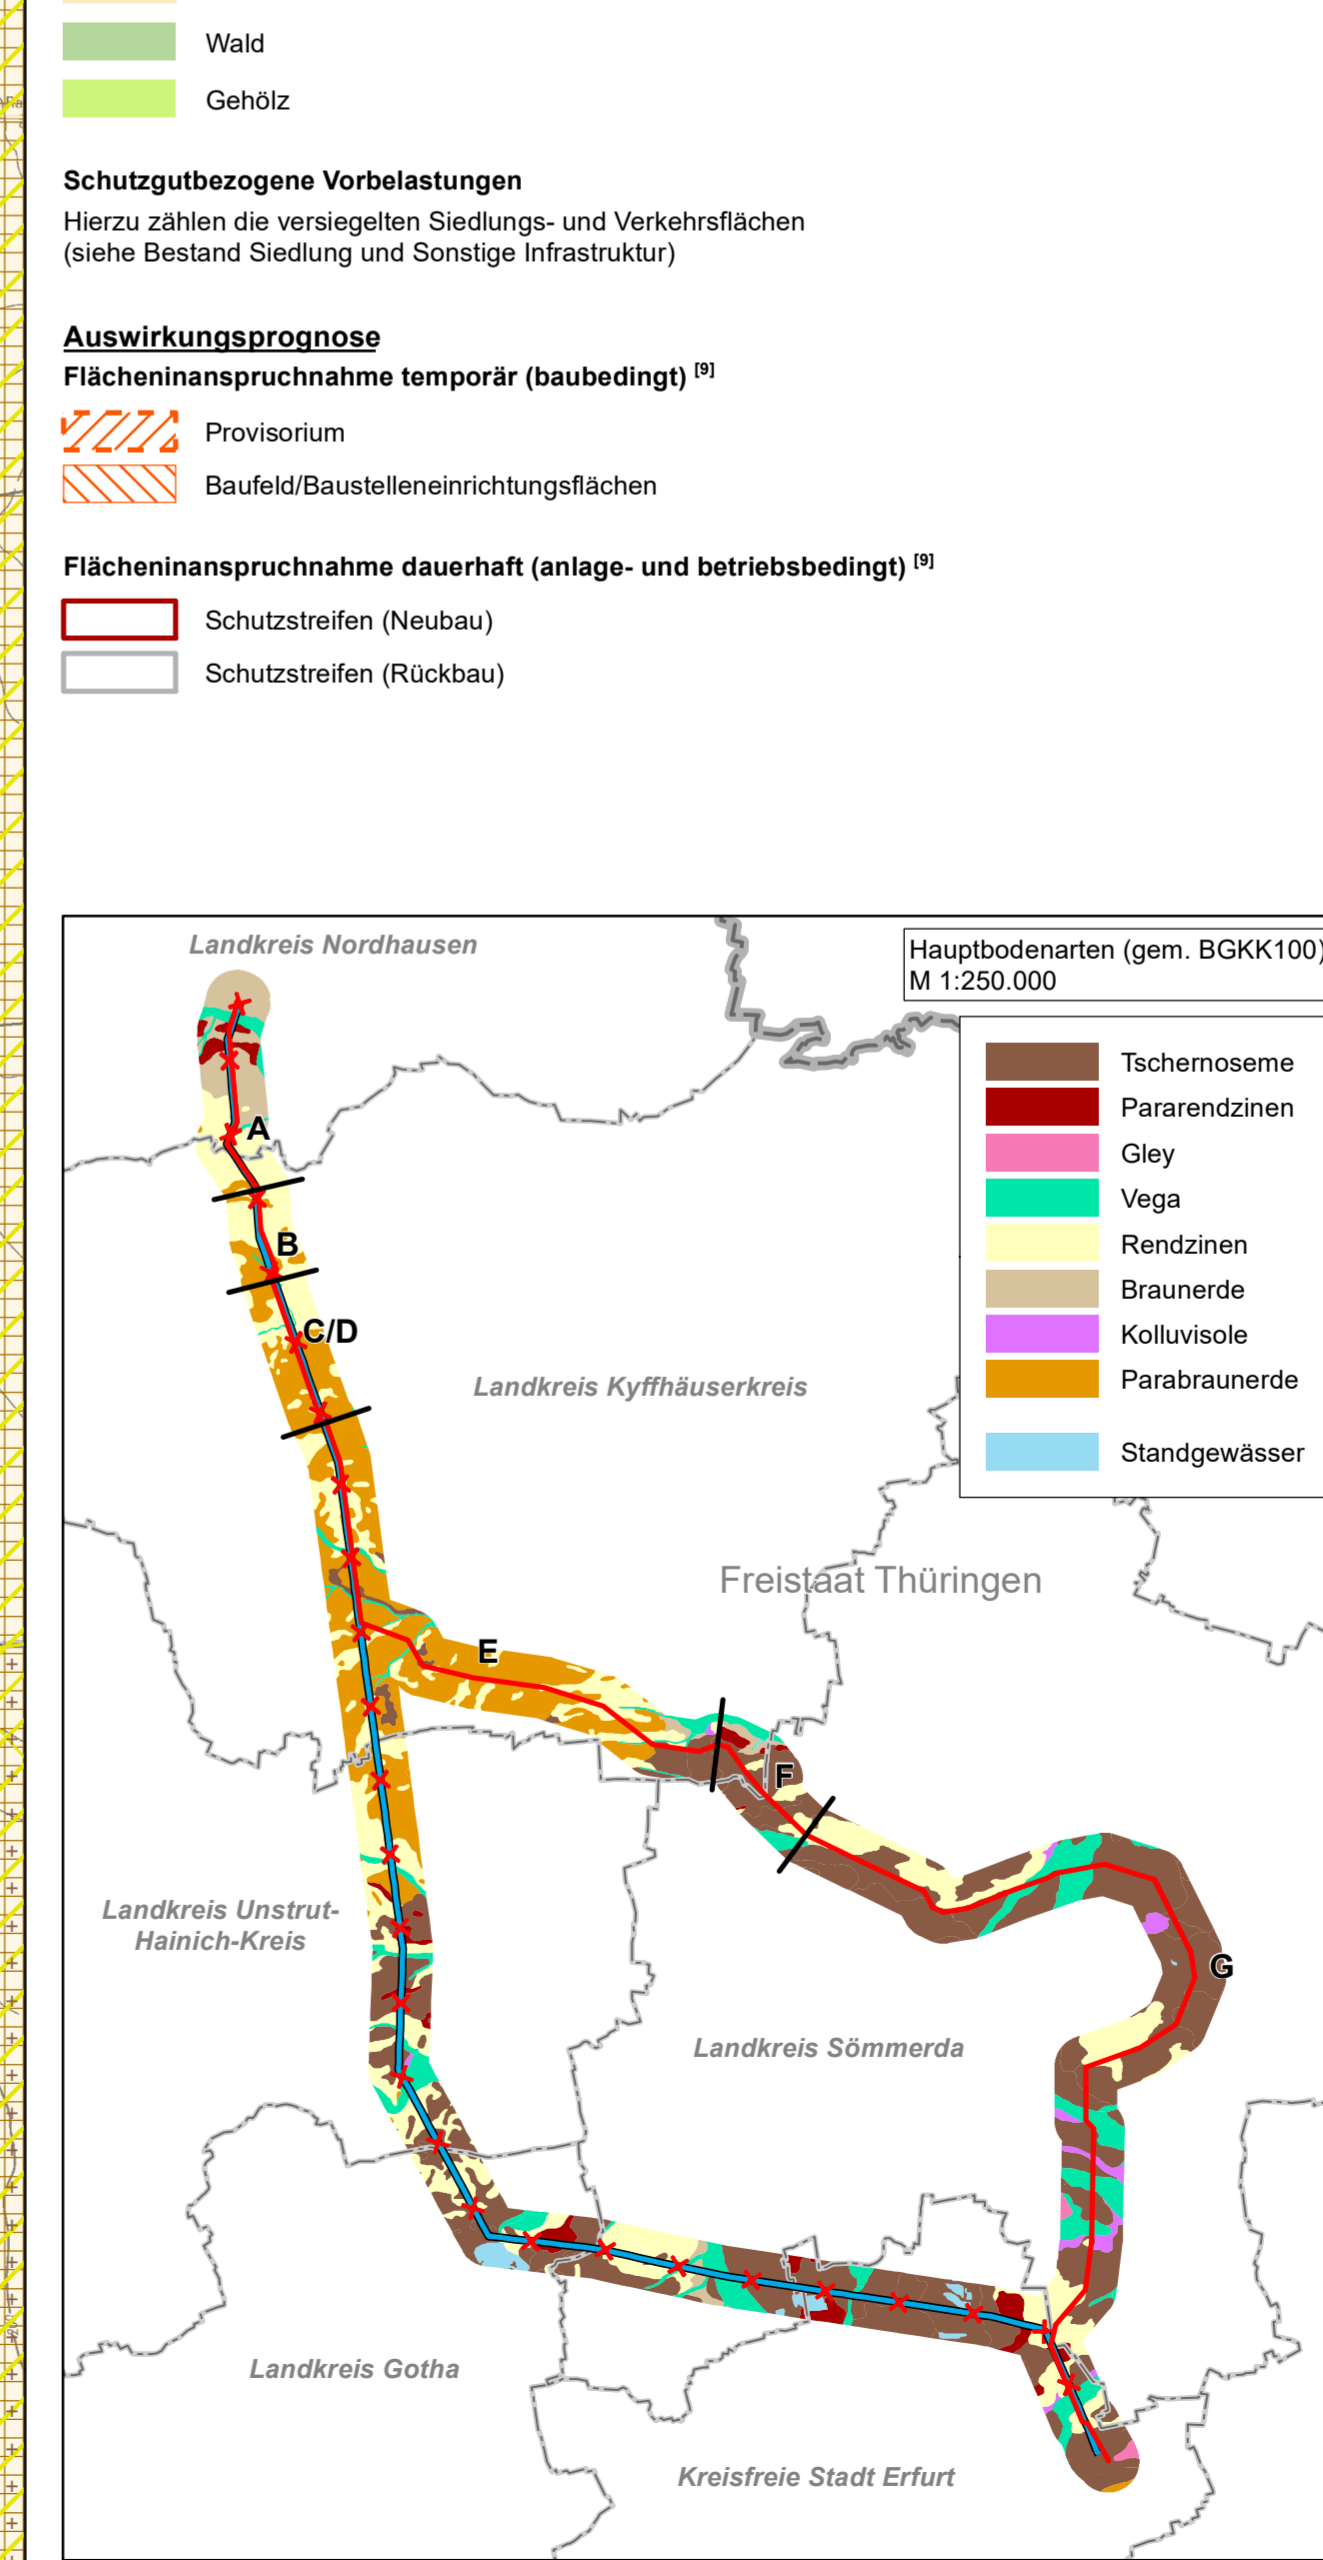 Wald
Gehölz
Schutzgutbezogene Vorbelastungen
Hierzu zählen die versiegelten Siedlungs- und Verkehrsflächen
(siehe Bestand Siedlung und Sonstige Infrastruktur)
Auswirkungsprognose
Flächeninanspruchnahme temporär (baubedingt) [9]
Provisorium
Baufeld/Baustelleneinrichtungsflächen
Flächeninanspruchnahme dauerhaft (anlage- und betriebsbedingt) [9]
Schutzstreifen (Neubau)
Schutzstreifen (Rückbau)
Landkreis Nordhausen
Hauptbodenarten (gem. BGKK100)
M 1:250.000
Tschernoseme
Pararendzinen
Gley
Vega
Rendzinen
Braunerde
Kolluvisole
Parabraunerde
Standgewässer
A
B
C/D
Landkreis Kyffhäuserkreis
Freistaat Thüringen
E
F
Landkreis Unstrut-
Hainich-Kreis
G
Landkreis Sömmerda
Landkreis Gotha
Kreisfreie Stadt Erfurt